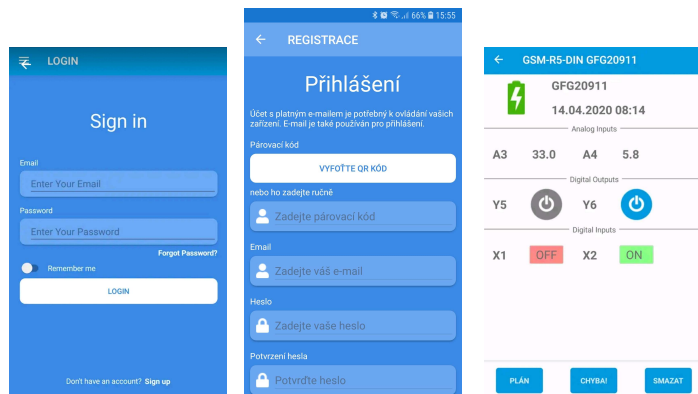 LOGIN
Sign in
Email
Enter Your Email
Password
Enter Your Password
Forgot Password?
Remember me
LOGIN
Don't have an account? Sign up
66% 15:55
REGISTRACE
Přihlášení
Účet s platným e-mailem je potřebný k ovládání vašich
zařízení. E-mail je také používán pro přihlášení.
Párovací kód
VYFOŤTE QR KÓD
nebo ho zadejte ručně
Zadejte párovací kód
Email
Zadejte váš e-mail
Heslo
Zadejte vaše heslo
Potvrzení hesla
Potvrďte heslo
GSM-R5-DIN GFG20911
GFG20911
14.04.2020 08:14
Analog Inputs
A3 33.0 A4 5.8
Digital Outputs
Y5 Y6
Digital Inputs
X1 OFF X2 ON
PLÁN CHYBA! SMAZAT